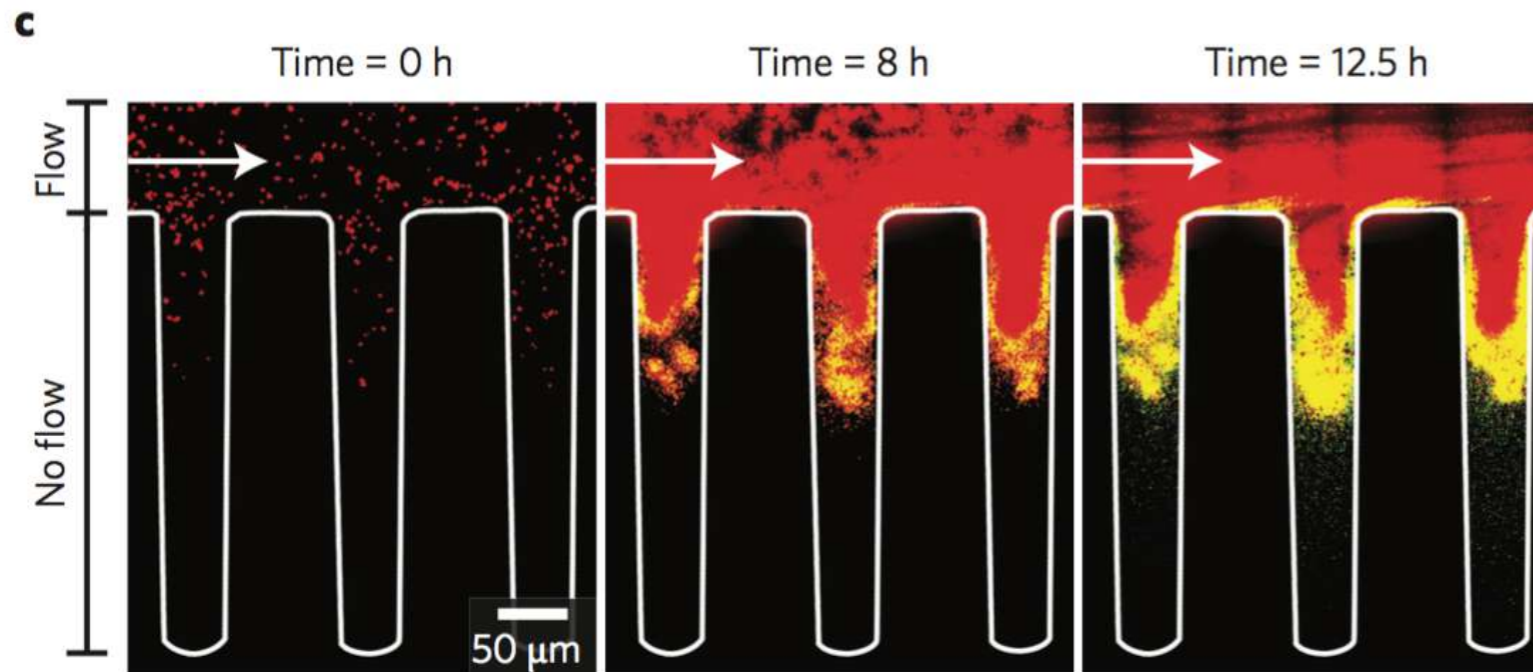 c
Time = 0 h
Time = 8 h
Time = 12.5 h
Flow
No flow
50 µm